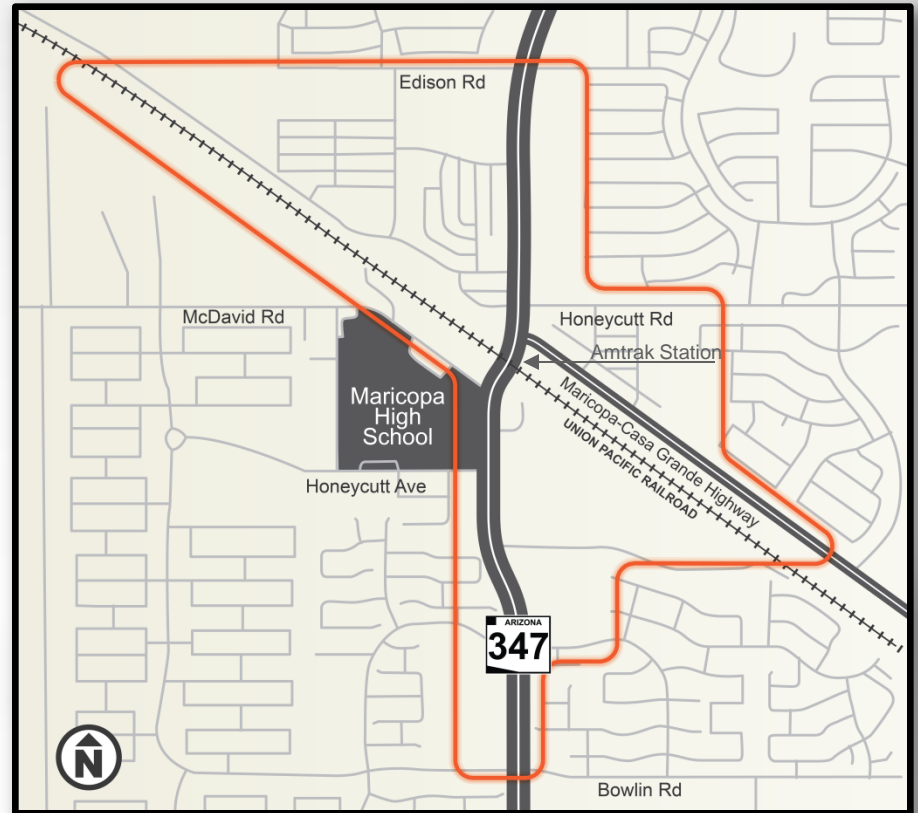 Edison Rd
McDavid Rd
Honeycutt Rd
Amtrak Station
Maricopa
High
School
Maricopa-Casa Grande Highway
UNION PACIFIC RAILROAD
Honeycutt Ave
ARIZONA
347
N
Bowlin Rd